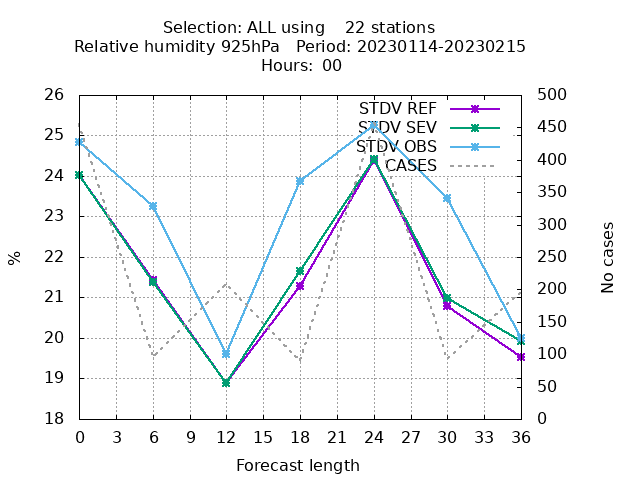 Selection: ALL using    22 stations
Relative humidity 925hPa   Period: 20230114-20230215
Hours: 00
STDV REF
STDV SEV
STDV OBS
CASES
26
25
24
23
22
21
20
19
18
%
500
450
400
350
300
250
200
150
100
50
0
No cases
0 3 6 9 12 15 18 21 24 27 30 33 36
Forecast length